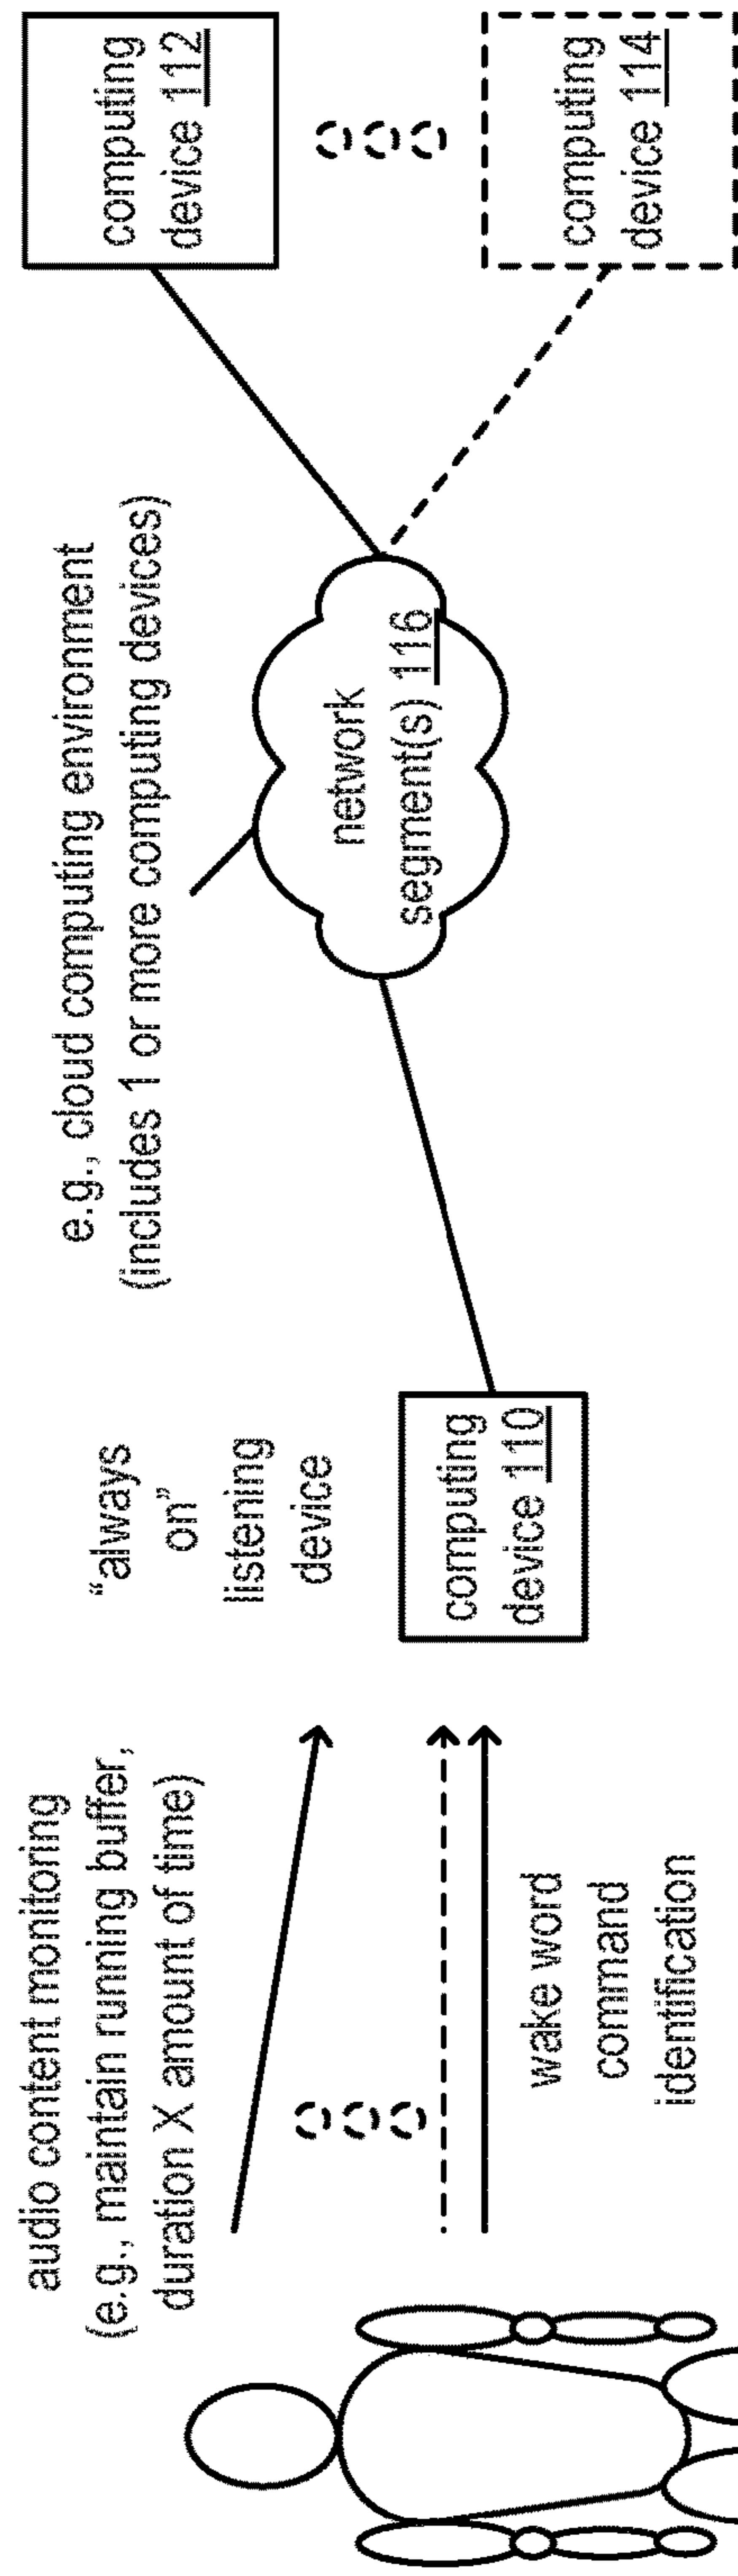 audio content monitoring
(e.g., maintain running buffer,
duration X amount of time)
wake word
command
identification
“always
on”
listening
device
computing
device 110
e.g., cloud computing environment
(includes 1 or more computing devices)
network
segment(s) 116
computing
device 112
computing
device 114